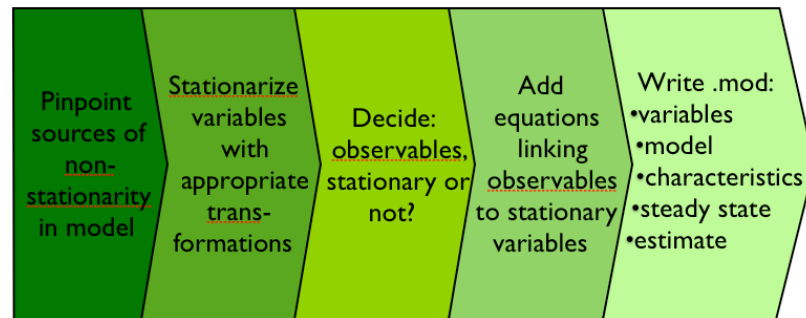 Pinpoint
sources of
non-
stationarity
in model
Stationarize
variables
with
appropriate
trans-
formations
Decide:
observables,
stationary or
not?
Add
equations
linking
observables
to stationary
variables
Write .mod:
•variables
•model
•characteristics
•steady state
•estimate